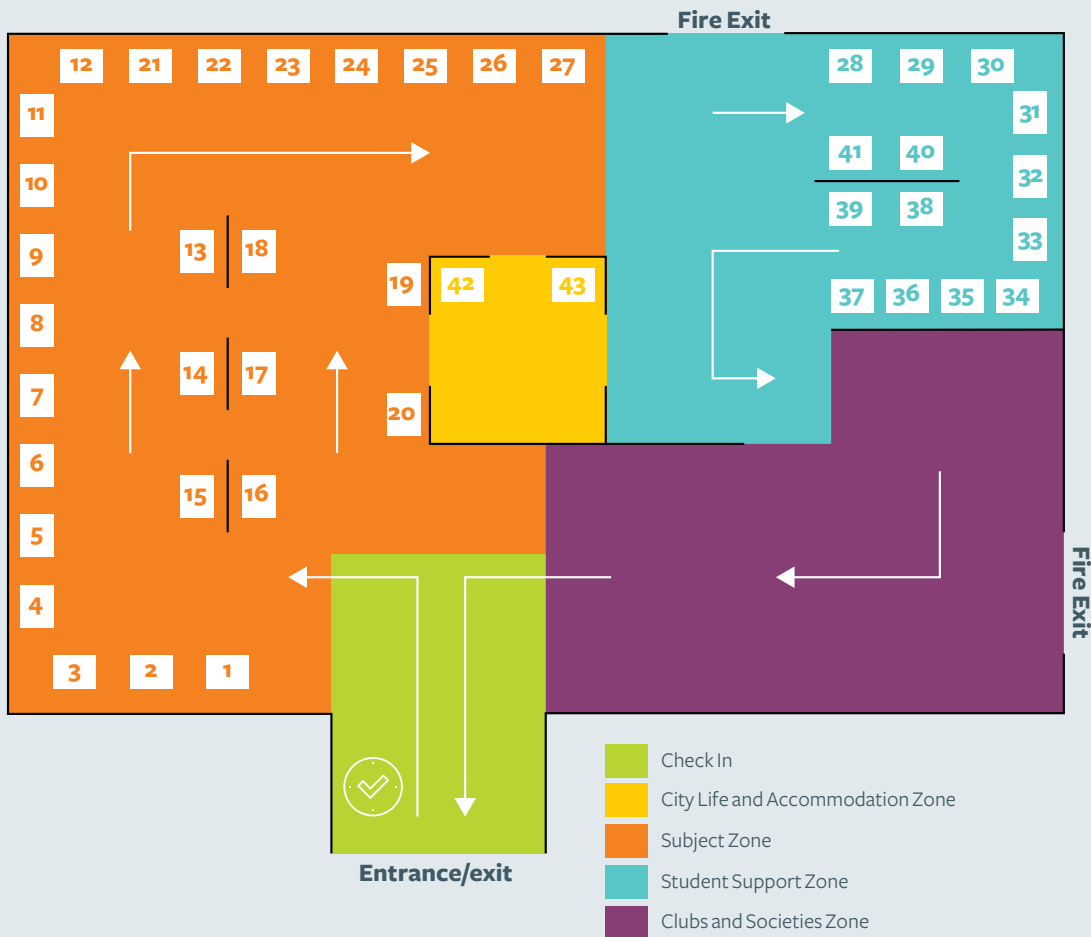 Fire Exit
12 21 22 23 24 25 26 27 28 29 30
11 31
41 40
10 32
39 38
13 18 9 33
19 42 43 37 36 35 34
8
14 17
7
20
6
15 16
5
Fire Exit
4
3 2 1
Check In
City Life and Accommodation Zone
Subject Zone
Entrance/exit
Student Support Zone
Clubs and Societies Zone